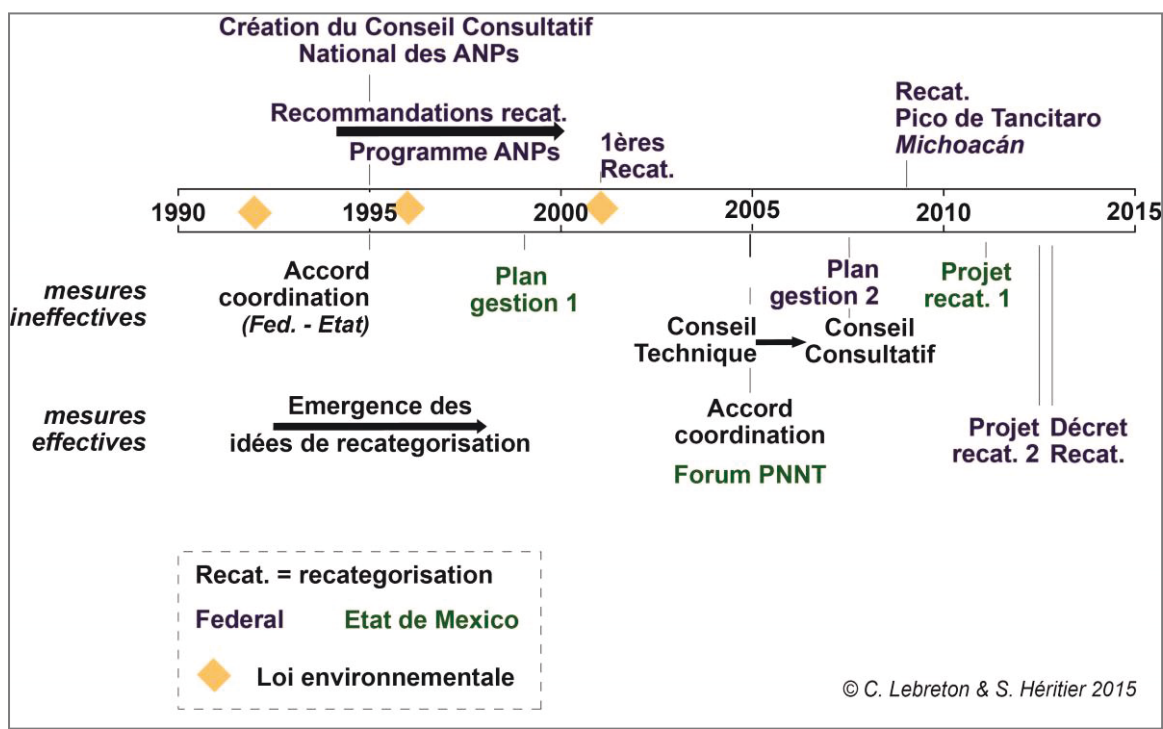 Création du Conseil Consultatif
National des ANPs
Recommandations recat.
Programme ANPs
1ères
Recat.
Recat.
Pico de Tancitaro
Michoacán
1990 1995 2000 2005 2010 2015
mesures
ineffectives
Accord
coordination
(Fed. - Etat)
Plan
gestion 1
Conseil
Technique
Plan
gestion 2
Conseil
Consultatif
Projet
recat. 1
mesures
effectives
Emergence des
idées de recategorisation
Accord
coordination
Forum PNNT
Projet
recat. 2
Décret
Recat.
Recat. = recategorisation
Federal Etat de Mexico
Loi environnementale
© C. Lebreton & S. Héritier 2015